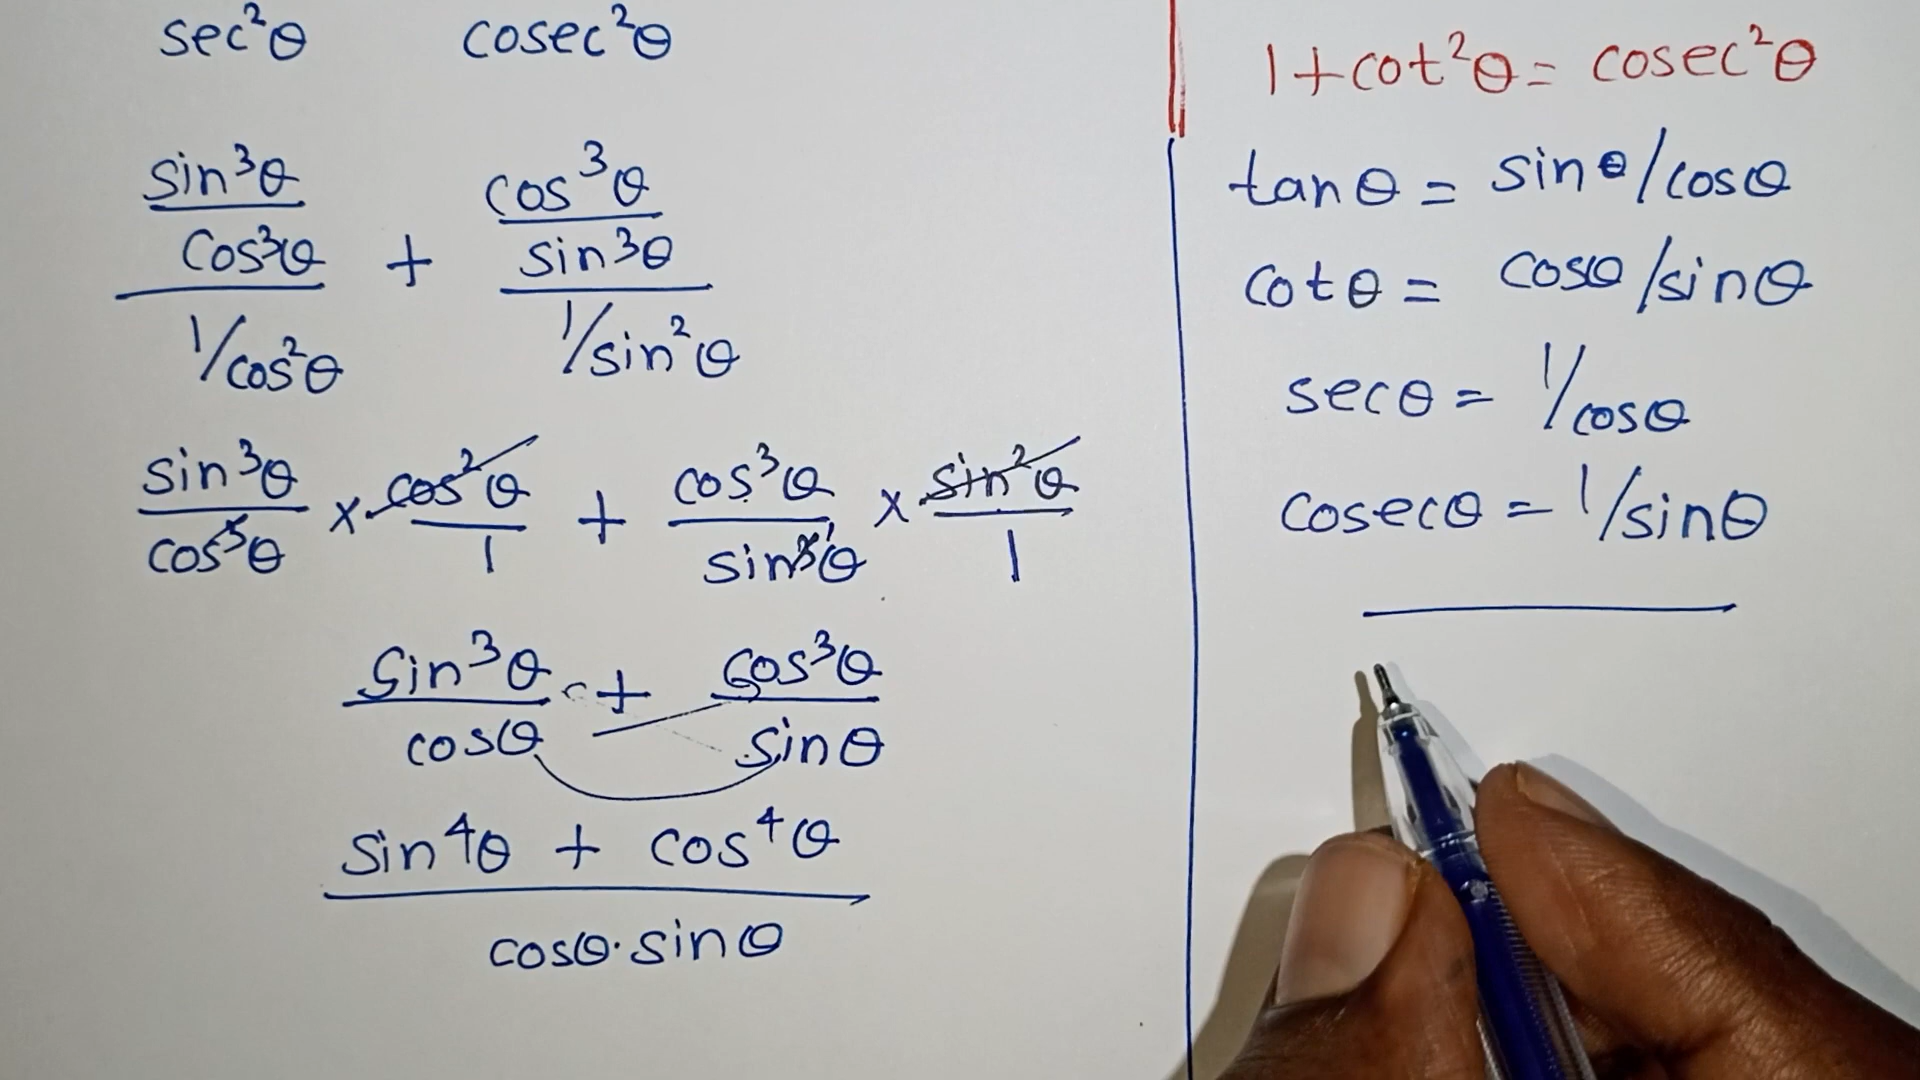 sec²θ cosec²θ
sin³θ/cos³θ / 1/cos²θ + cos³θ/sin³θ / 1/sin²θ
sin³θ/cos³θ × cos²θ/1 + cos³θ/sin³θ × sin²θ/1
sin³θ/cosθ + cos³θ/sinθ
sin⁴θ + cos⁴θ / cosθ·sinθ
1+cot²θ = cosec²θ
tanθ = sinθ/cosθ
cotθ = cosθ/sinθ
secθ = 1/cosθ
cosecθ = 1/sinθ